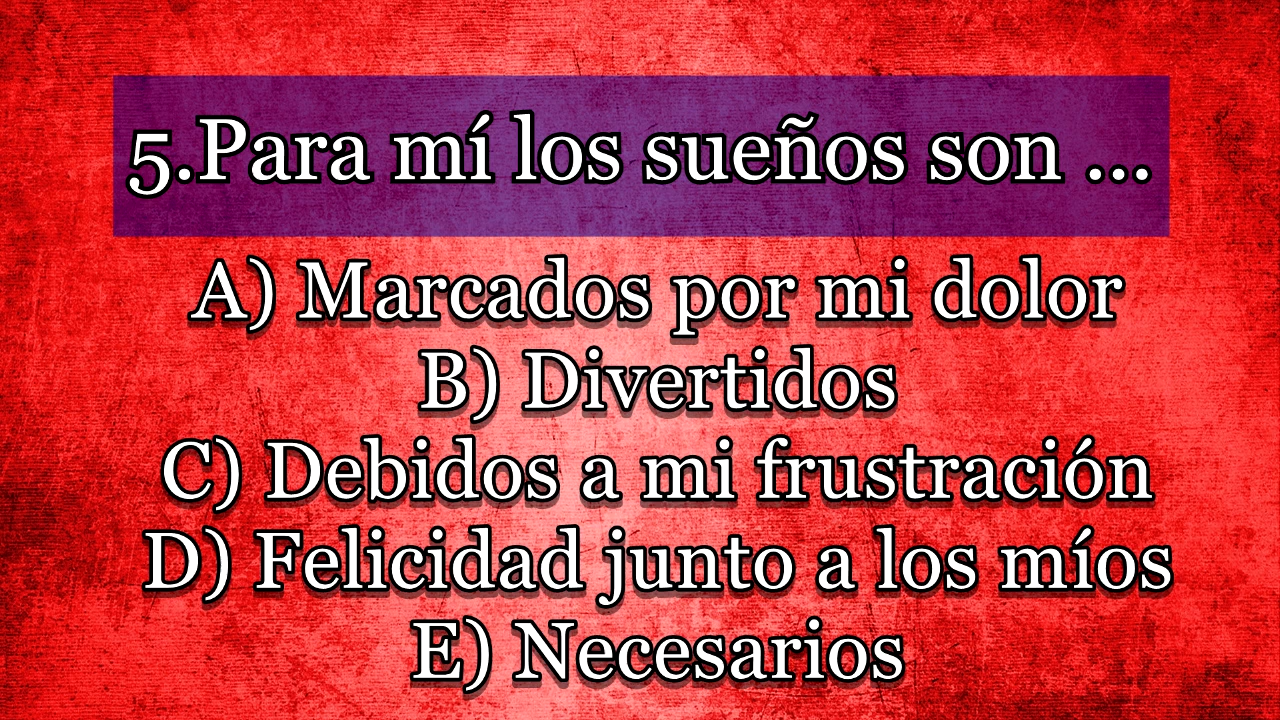 5.Para mí los sueños son ...
A) Marcados por mi dolor
B) Divertidos
C) Debidos a mi frustración
D) Felicidad junto a los míos
E) Necesarios